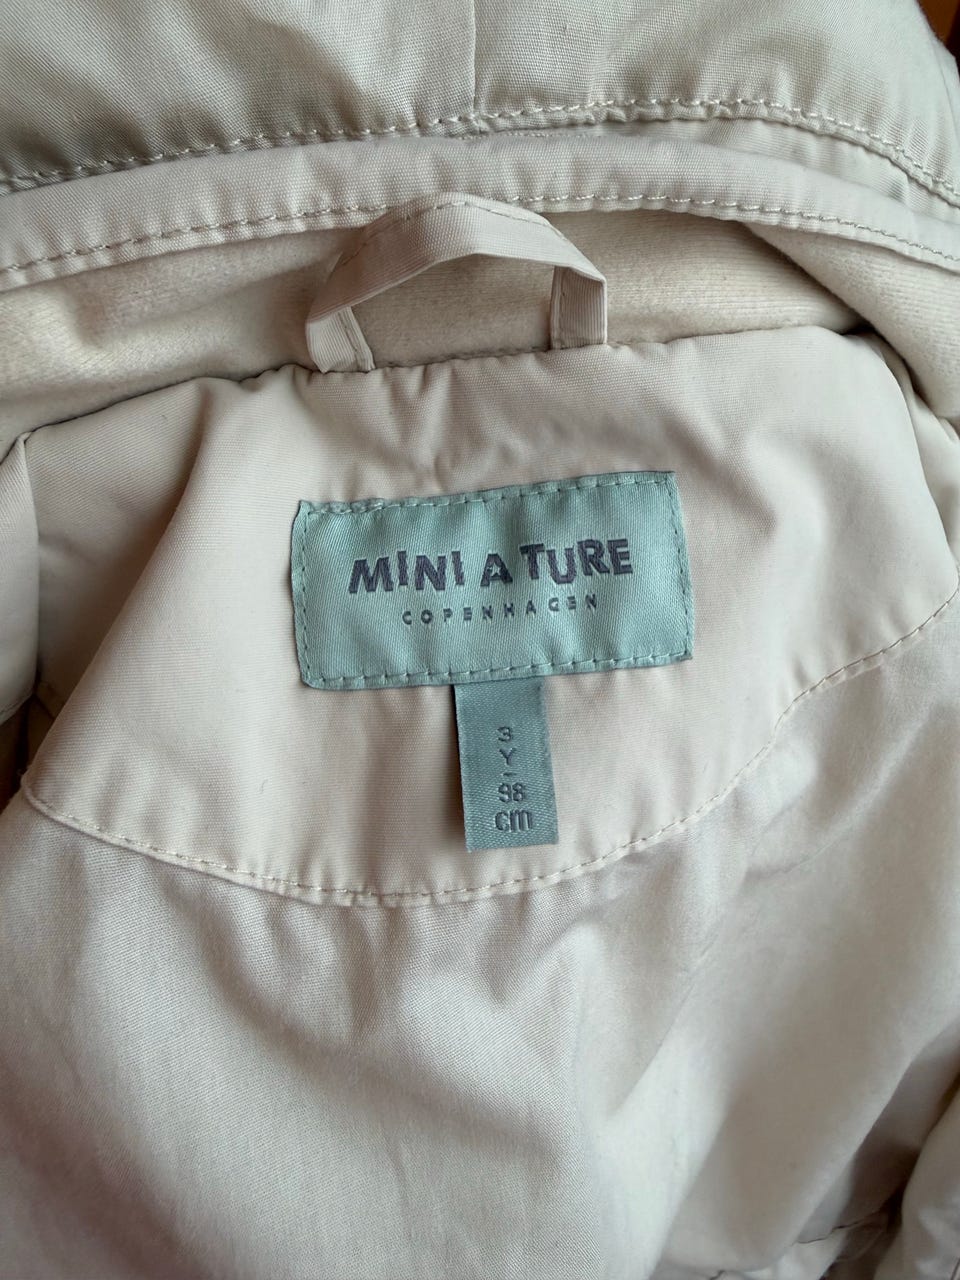 MINI A TURE
COPENHAGEN
3
Y
-
98
cm